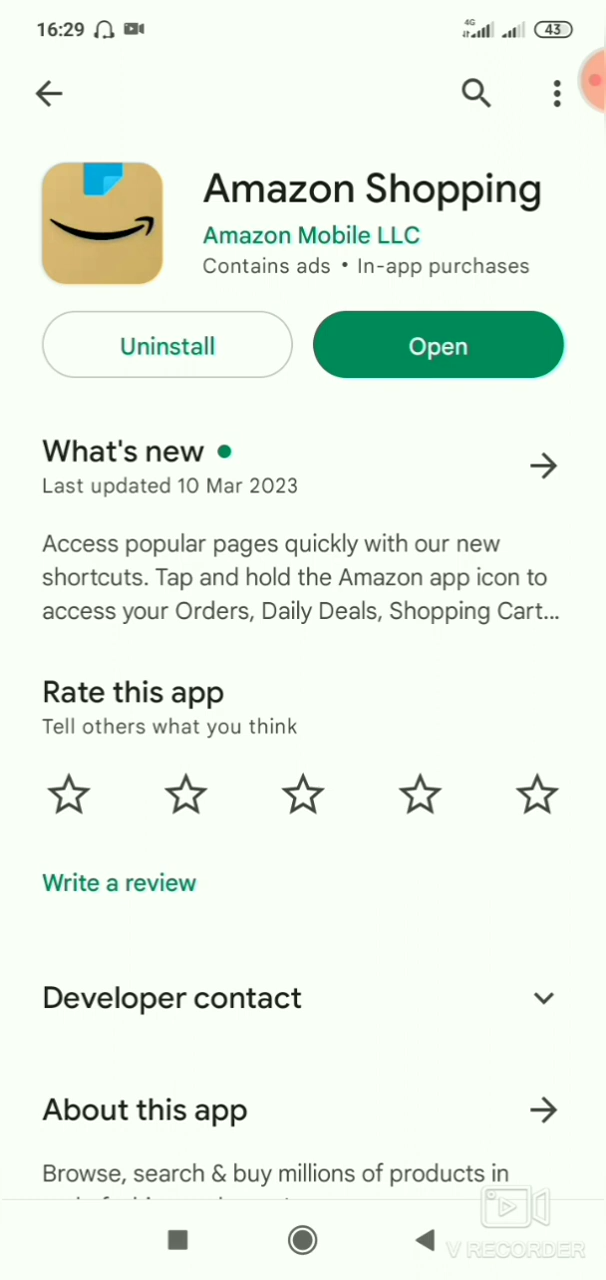 16:29
4G
43
Amazon Shopping
Amazon Mobile LLC
Contains ads • In-app purchases
Uninstall
Open
What's new
Last updated 10 Mar 2023
Access popular pages quickly with our new
shortcuts. Tap and hold the Amazon app icon to
access your Orders, Daily Deals, Shopping Cart...
Rate this app
Tell others what you think
Write a review
Developer contact
About this app
Browse, search & buy millions of products in
V RECORDER